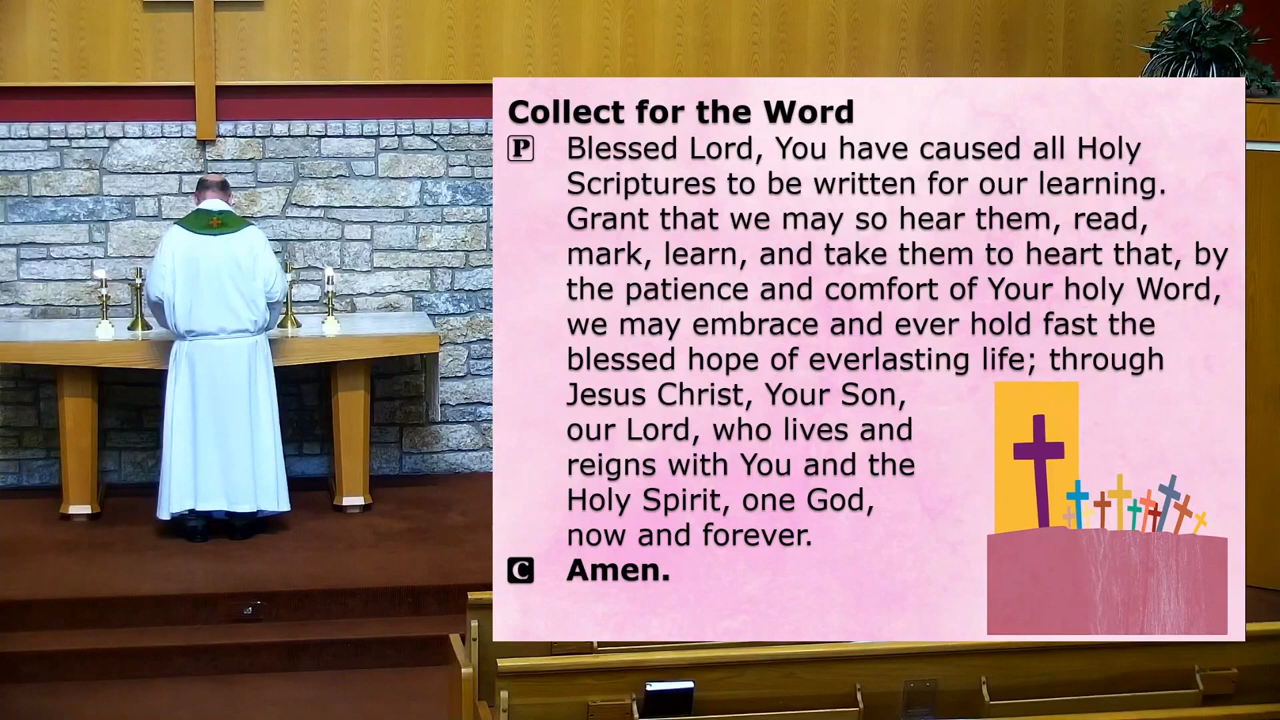 Collect for the Word
P Blessed Lord, You have caused all Holy
Scriptures to be written for our learning.
Grant that we may so hear them, read,
mark, learn, and take them to heart that, by
the patience and comfort of Your holy Word,
we may embrace and ever hold fast the
blessed hope of everlasting life; through
Jesus Christ, Your Son,
our Lord, who lives and
reigns with You and the
Holy Spirit, one God,
now and forever.
C Amen.